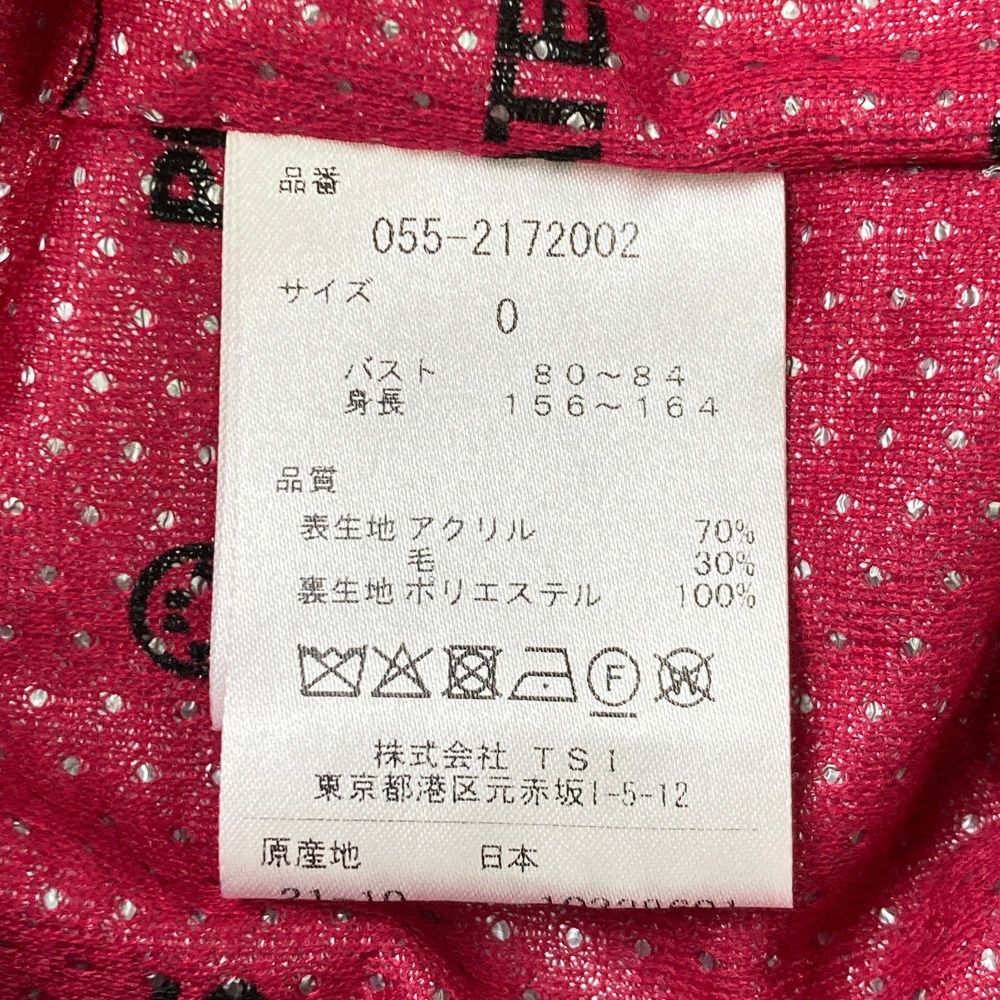 TE
品番
055-2172002
サイズ
0
バスト 80～84
身長 156～164
品質
表生地 アクリル 70%
毛 30%
裏生地 ポリエステル 100%
F
W
株式会社 TSI
東京都港区元赤坂1-5-12
原産地 日本